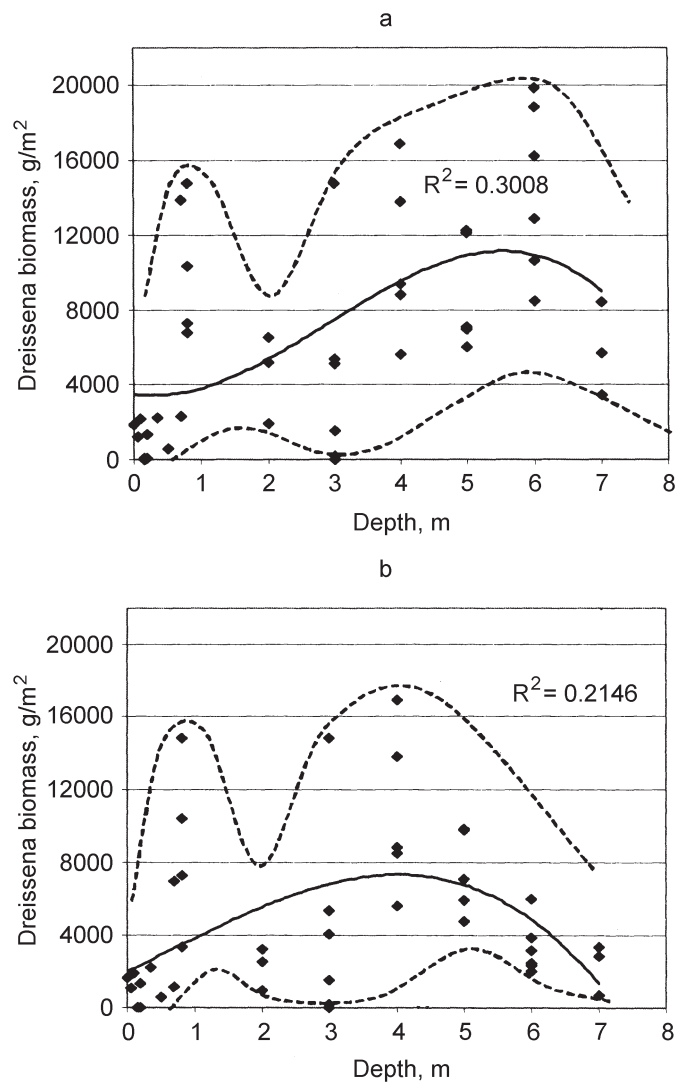 a
Dreissena biomass, g/m²
20000
16000
12000
8000
4000
0
R² = 0.3008
0 1 2 3 4 5 6 7 8
Depth, m
b
Dreissena biomass, g/m²
20000
16000
12000
8000
4000
0
R² = 0.2146
0 1 2 3 4 5 6 7 8
Depth, m